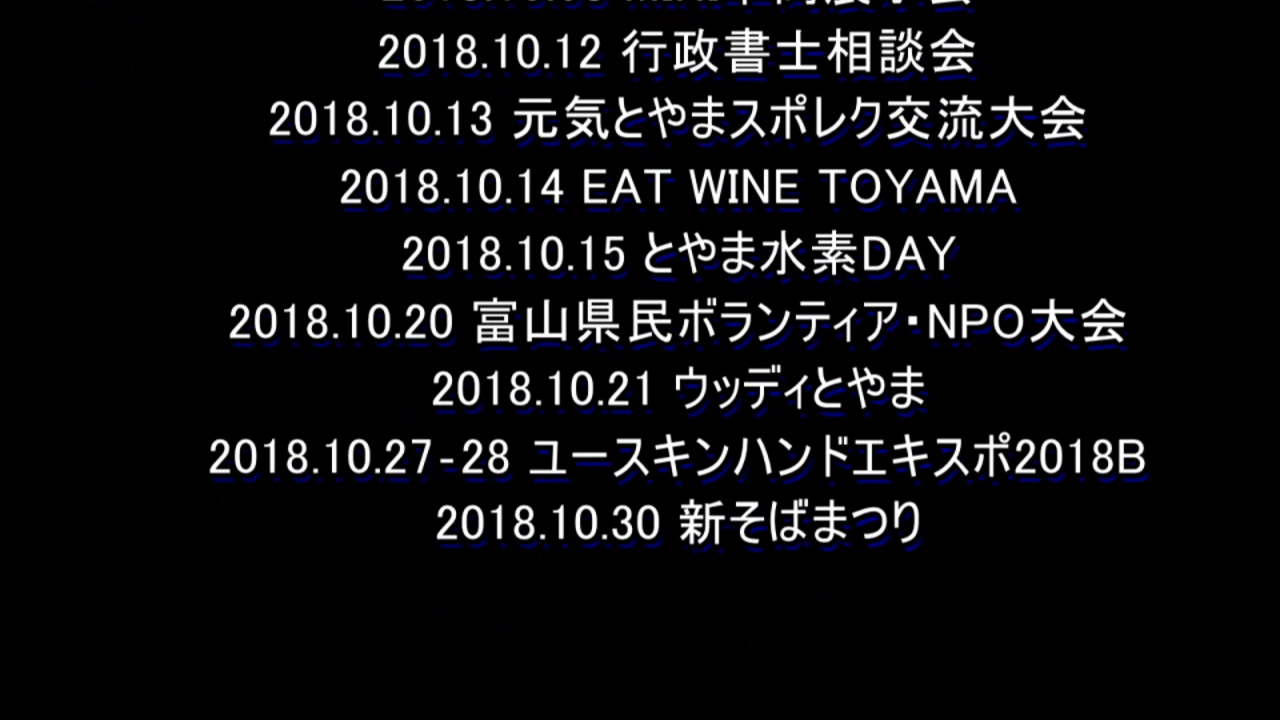 2018.10.12 行政書士相談会
2018.10.13 元気とやまスポレク交流大会
2018.10.14 EAT WINE TOYAMA
2018.10.15 とやま水素DAY
2018.10.20 富山県民ボランティア・NPO大会
2018.10.21 ウッディとやま
2018.10.27-28 ユースキンハンドエキスポ2018B
2018.10.30 新そばまつり